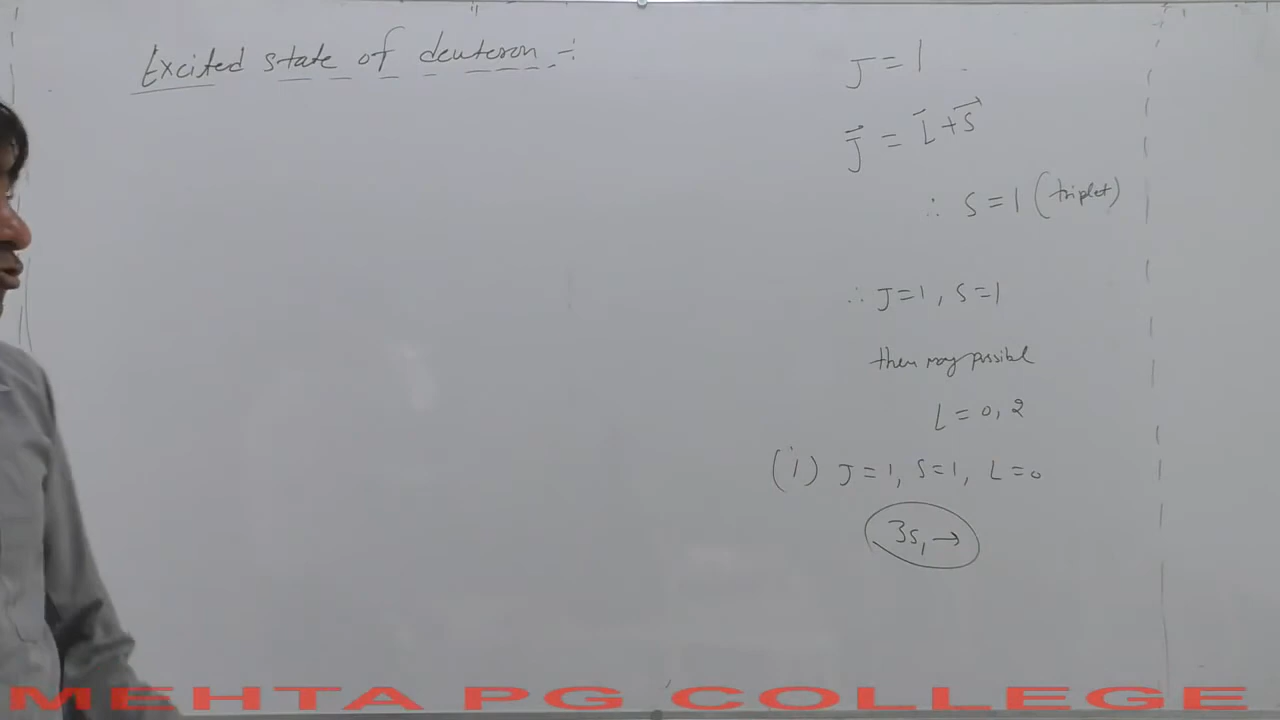 Excited state of deuteron :-
J = 1
J⃗ = L⃗ + S⃗
∴ S = 1 (triplet)
∴ J=1, S=1
then may possible
L = 0, 2
(i) J = 1, S=1, L = 0
3S₁ →
MEHTA PG COLLEGE